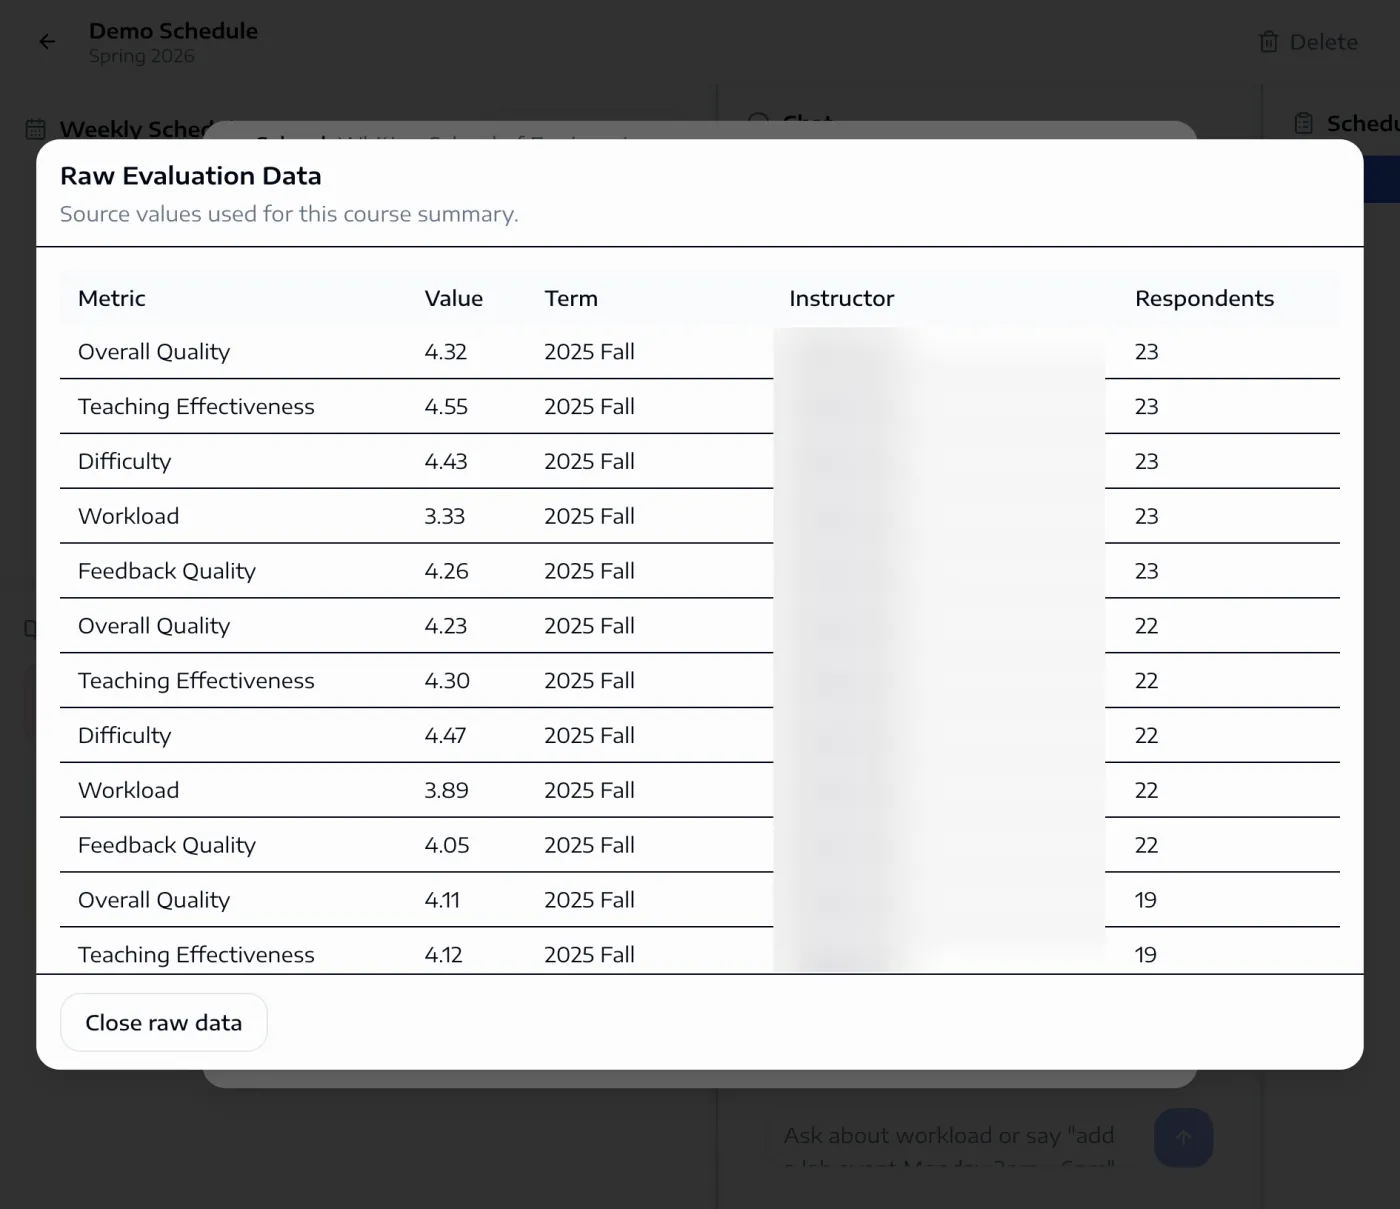 Demo Schedule
Spring 2026
Delete
Weekly Sched
Chat
Schedu
Raw Evaluation Data
Source values used for this course summary.
Metric Value Term Instructor Respondents
Overall Quality 4.32 2025 Fall 23
Teaching Effectiveness 4.55 2025 Fall 23
Difficulty 4.43 2025 Fall 23
Workload 3.33 2025 Fall 23
Feedback Quality 4.26 2025 Fall 23
Overall Quality 4.23 2025 Fall 22
Teaching Effectiveness 4.30 2025 Fall 22
Difficulty 4.47 2025 Fall 22
Workload 3.89 2025 Fall 22
Feedback Quality 4.05 2025 Fall 22
Overall Quality 4.11 2025 Fall 19
Teaching Effectiveness 4.12 2025 Fall 19
Close raw data
Ask about workload or say "add